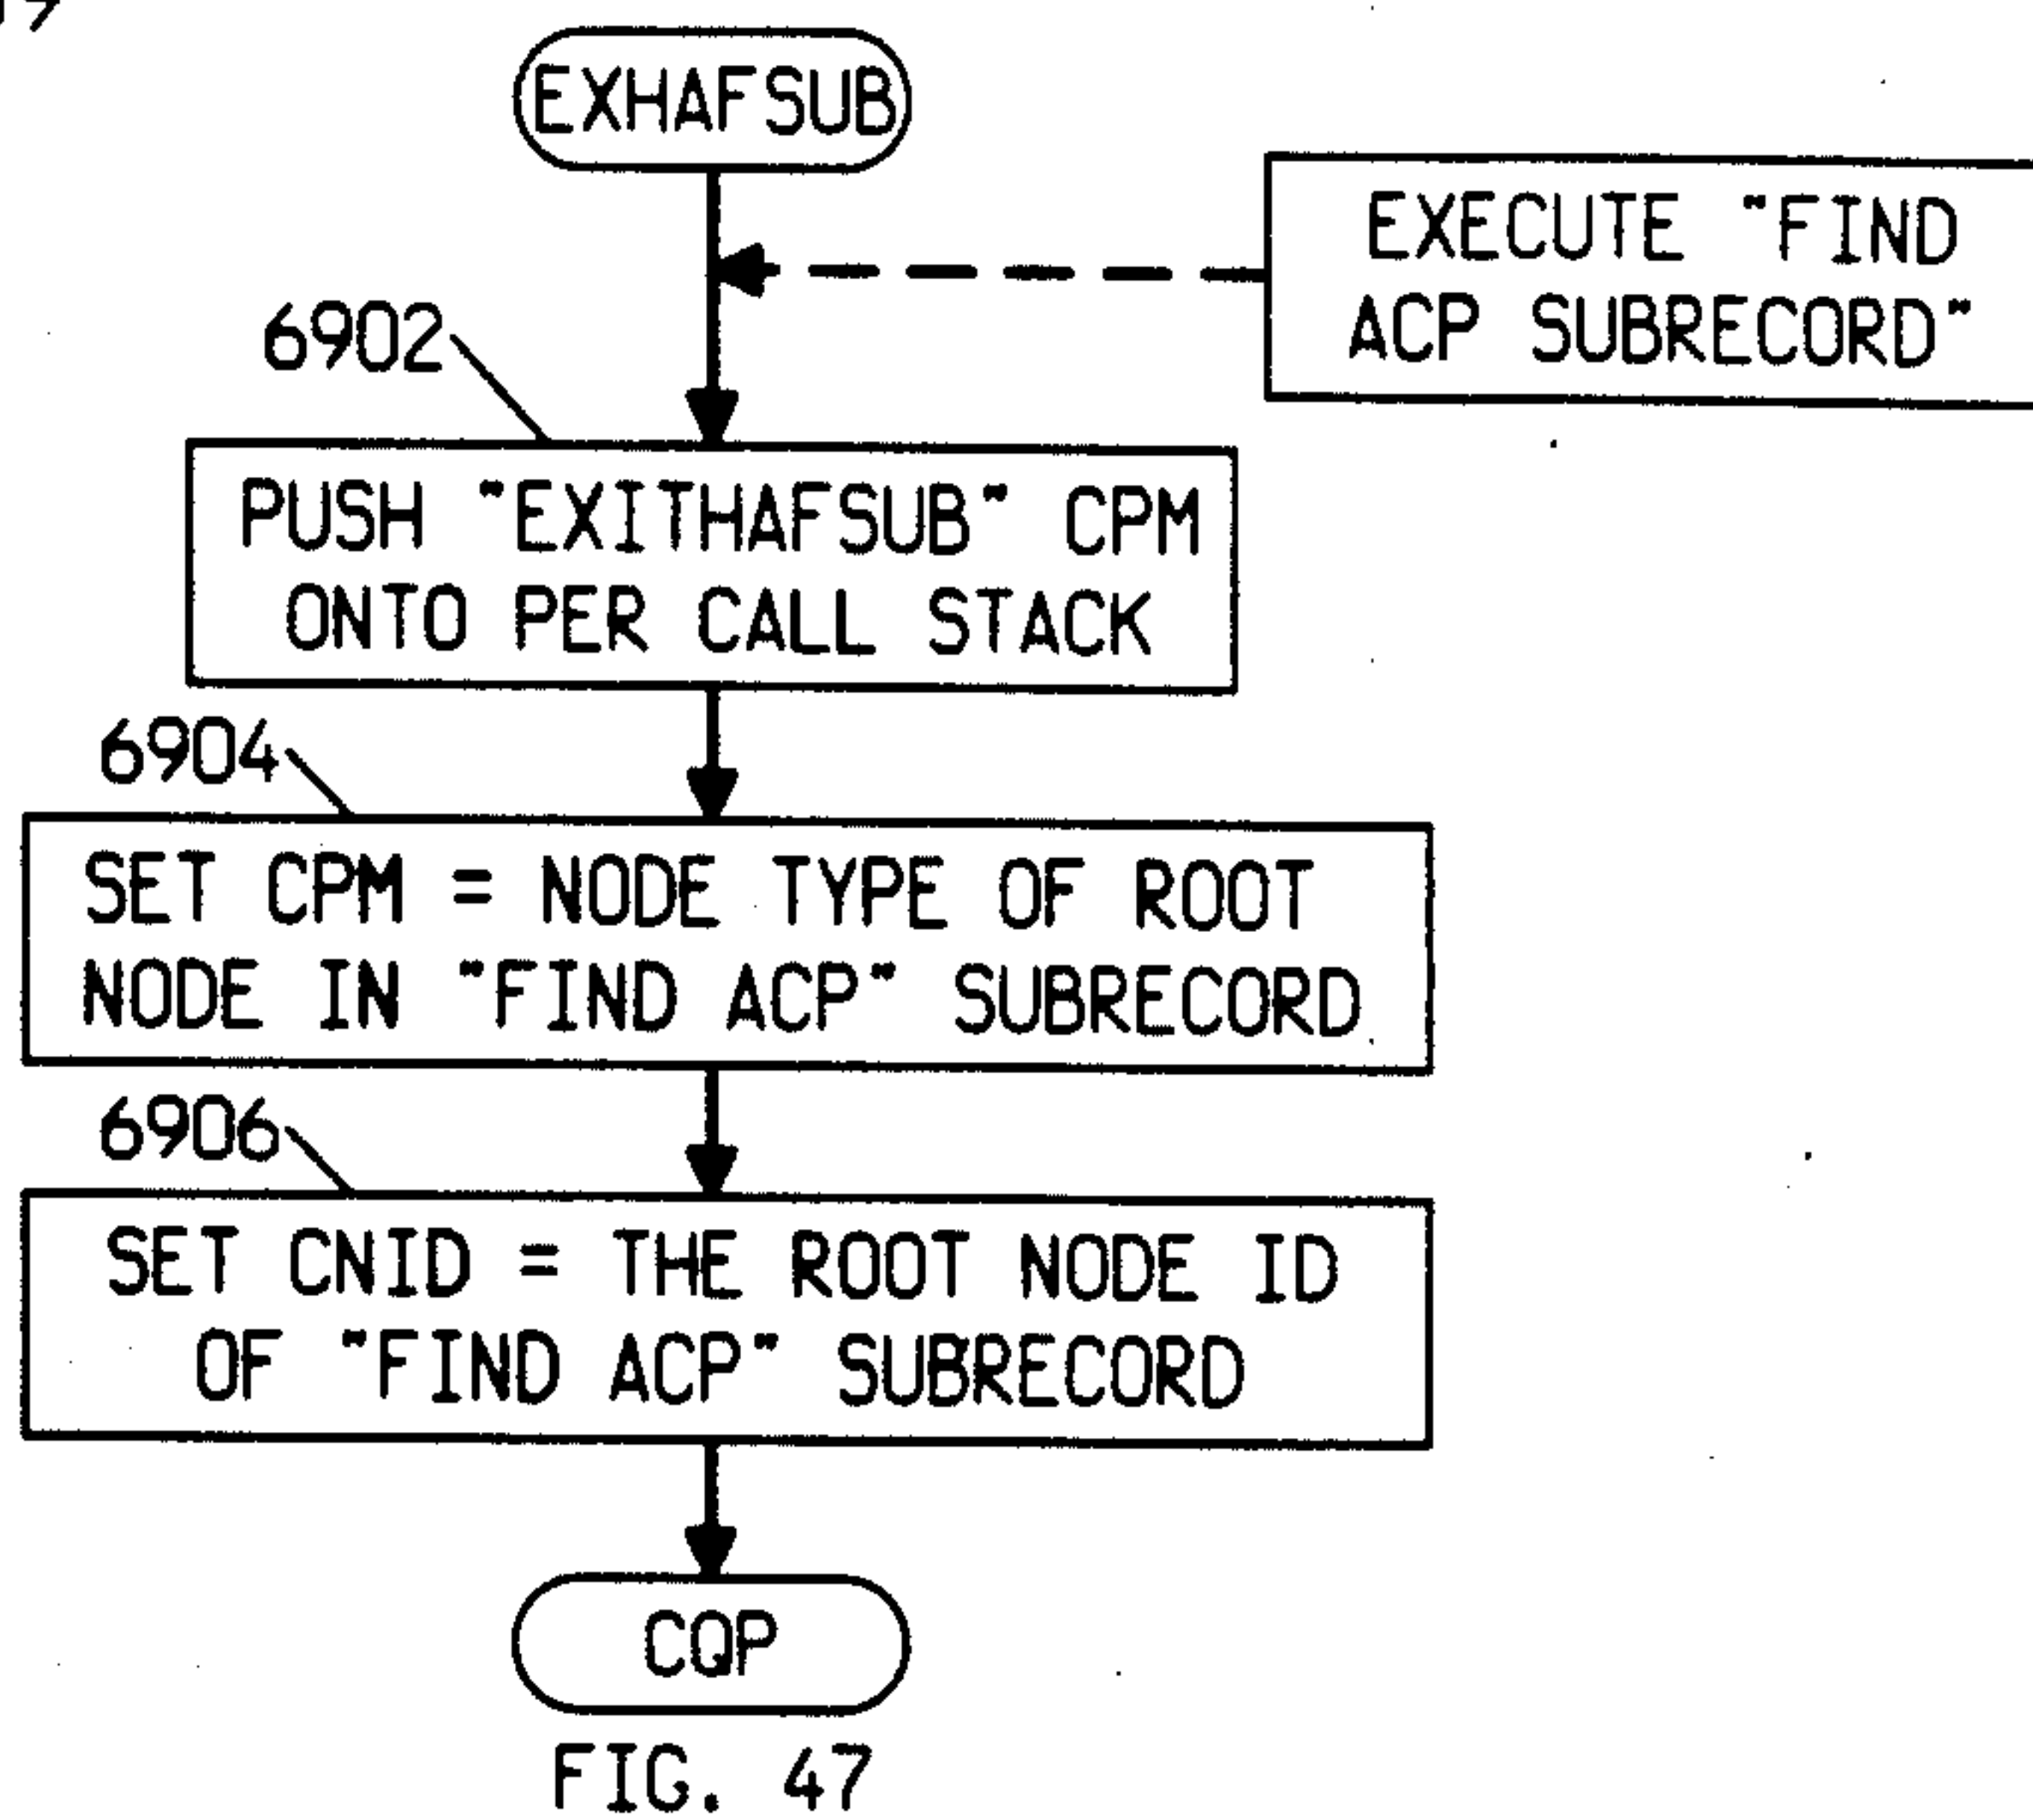 EXHAFSUB
EXECUTE "FIND
ACP SUBRECORD"
6902
PUSH "EXITHAFSUB" CPM
ONTO PER CALL STACK
6904
SET CPM = NODE TYPE OF ROOT
NODE IN "FIND ACP" SUBRECORD
6906
SET CNID = THE ROOT NODE ID
OF "FIND ACP" SUBRECORD
CQP
FIG. 47